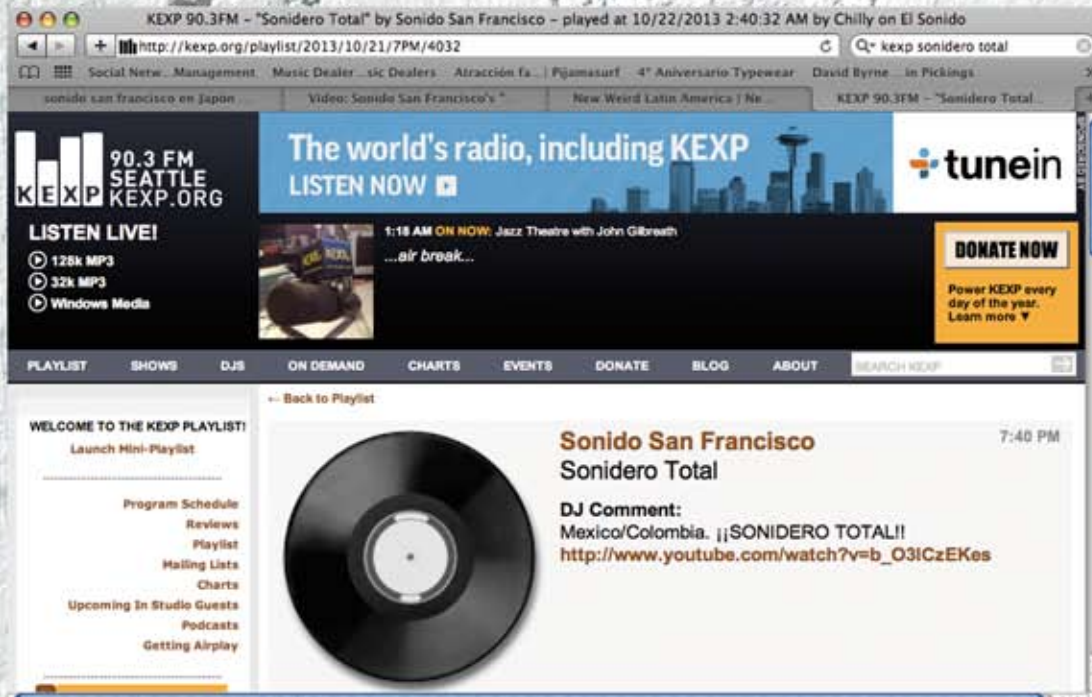 KEXP 90.3FM – "Sonidero Total" by Sonido San Francisco – played at 10/22/2013 2:40:32 AM by Chilly on El Sonido
http://kexp.org/playlist/2013/10/21/7PM/4032
kexp sonidero total
Social Netw...Management Music Dealer...sic Dealers Atracción fa... Pijamasurf 4° Aniversario Typewear David Byrne...in Pickings
sonido san francisco en Japon Video: Sonido San Francisco's " New Weird Latin America | Ne... KEXP 90.3FM – "Sonidero Total...
KEXP
90.3 FM
SEATTLE
KEXP.ORG
The world's radio, including KEXP
LISTEN NOW
tunein
LISTEN LIVE!
128k MP3
32k MP3
Windows Media
1:18 AM ON NOW: Jazz Theatre with John Gilbreath
...air break...
DONATE NOW
Power KEXP every
day of the year.
Learn more ▼
PLAYLIST SHOWS DJS ON DEMAND CHARTS EVENTS DONATE BLOG ABOUT SEARCH KEXP
← Back to Playlist
WELCOME TO THE KEXP PLAYLIST!
Launch Mini-Playlist
Program Schedule
Reviews
Playlist
Mailing Lists
Charts
Upcoming In Studio Guests
Podcasts
Getting Airplay
Sonido San Francisco
7:40 PM
Sonidero Total
DJ Comment:
Mexico/Colombia. ¡¡SONIDERO TOTAL!!
http://www.youtube.com/watch?v=b_O3ICzEKes